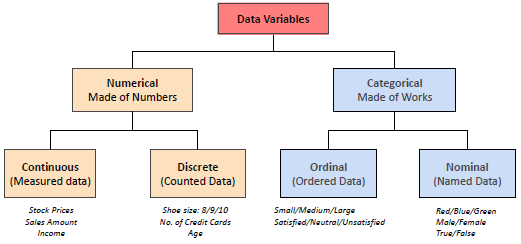 Data Variables
Numerical
Made of Numbers
Categorical
Made of Works
Continuous
(Measured data)
Discrete
(Counted Data)
Ordinal
(Ordered Data)
Nominal
(Named Data)
Stock Prices
Sales Amount
Income
Shoe size: 8/9/10
No. of Credit Cards
Age
Small/Medium/Large
Satisfied/Neutral/Unsatisfied
Red/Blue/Green
Male/Female
True/False